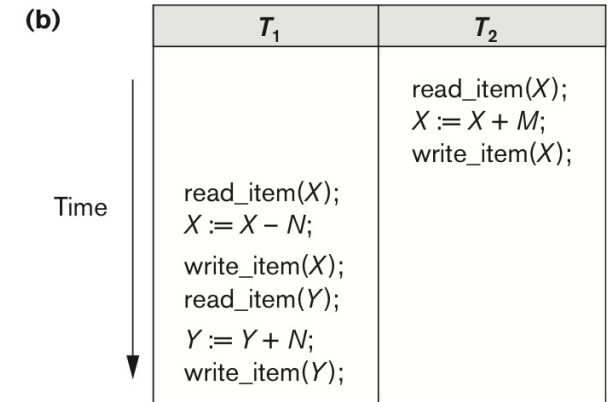 (b)
T1 T2
read_item(X);
X := X + M;
write_item(X);
read_item(X);
Time
X := X – N;
write_item(X);
read_item(Y);
Y := Y + N;
write_item(Y);